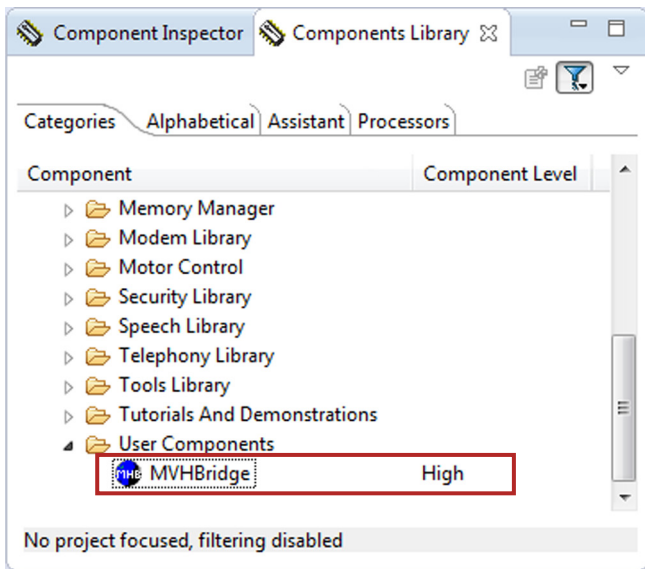 Component Inspector Components Library
Categories Alphabetical Assistant Processors
Component Component Level
Memory Manager
Modem Library
Motor Control
Security Library
Speech Library
Telephony Library
Tools Library
Tutorials And Demonstrations
User Components
MHB MVHBridge High
No project focused, filtering disabled